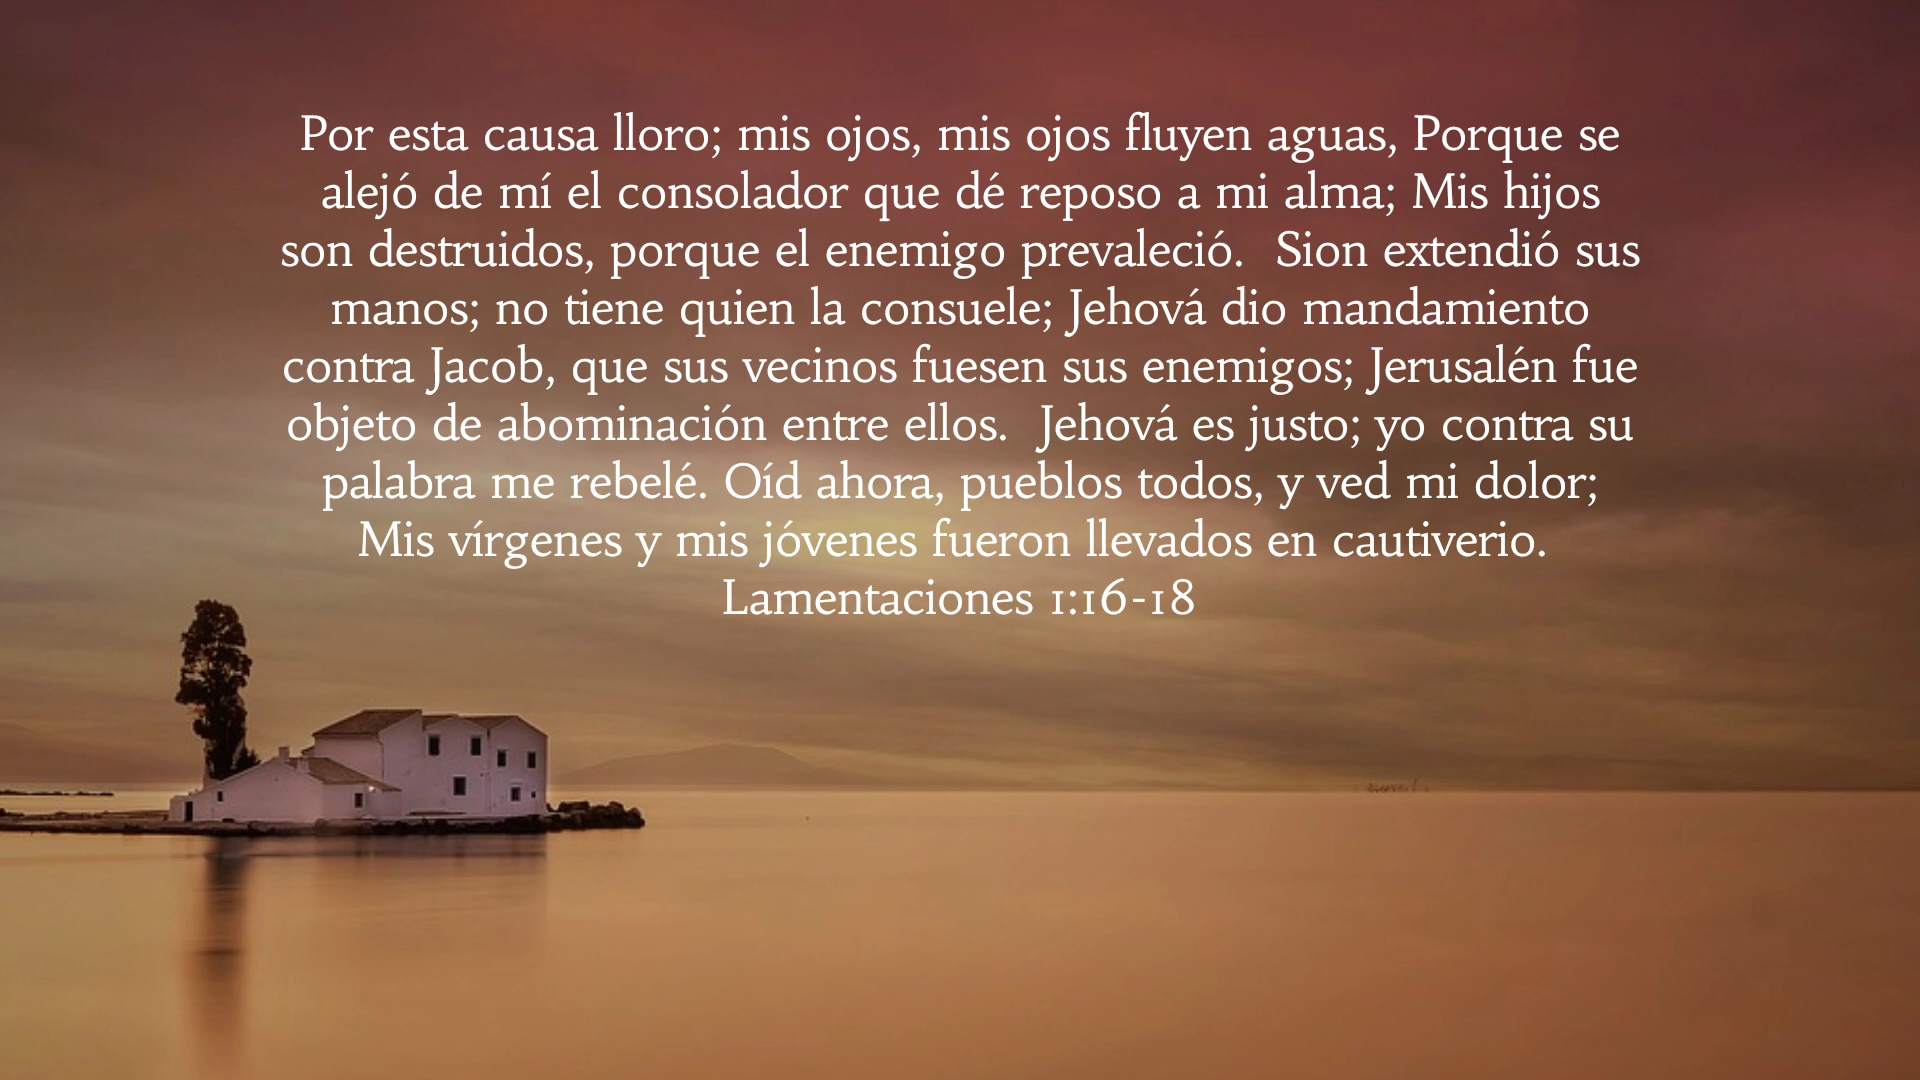 Por esta causa lloro; mis ojos, mis ojos fluyen aguas, Porque se
alejó de mí el consolador que dé reposo a mi alma; Mis hijos
son destruidos, porque el enemigo prevaleció.  Sion extendió sus
manos; no tiene quien la consuele; Jehová dio mandamiento
contra Jacob, que sus vecinos fuesen sus enemigos; Jerusalén fue
objeto de abominación entre ellos.  Jehová es justo; yo contra su
palabra me rebelé. Oíd ahora, pueblos todos, y ved mi dolor;
Mis vírgenes y mis jóvenes fueron llevados en cautiverio.
Lamentaciones 1:16-18